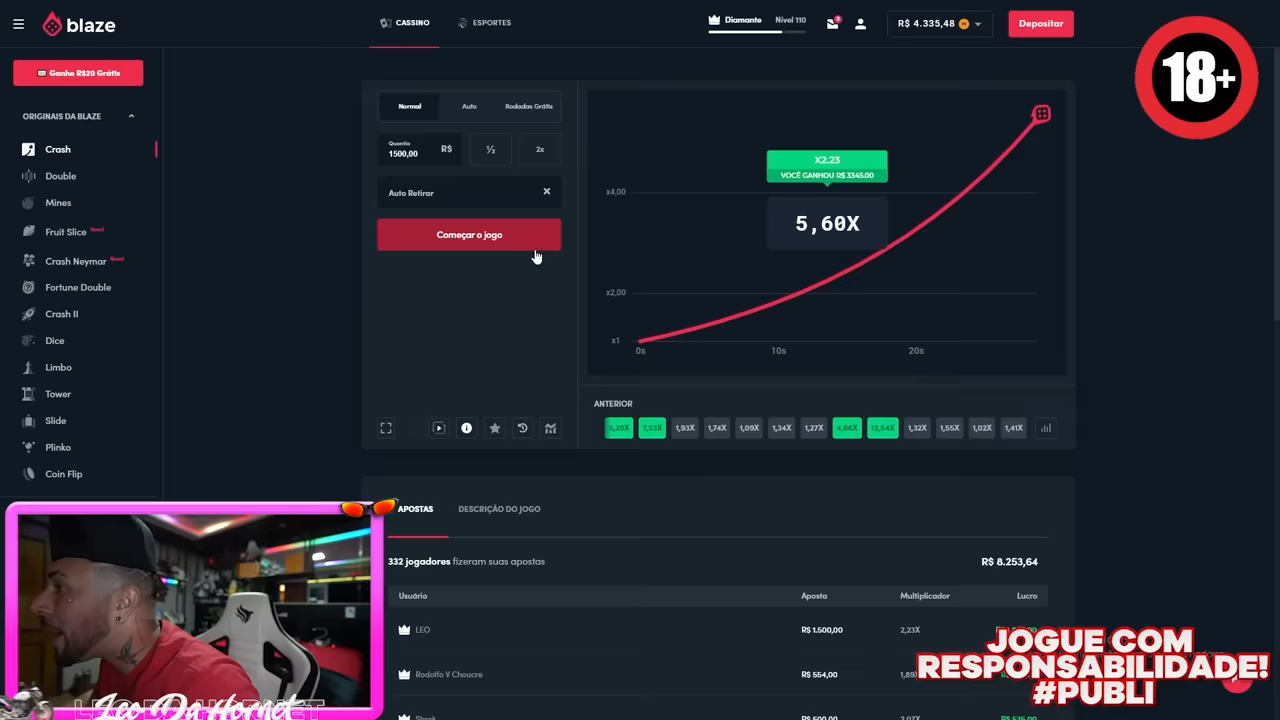 blaze
CASSINO
ESPORTES
Diamante
Nível 110
R$ 4.335,48
Depositar
18+
Ganhe R$20 Grátis
ORIGINAIS DA BLAZE
Crash
Double
Mines
Fruit Slice
Crash Neymar
Fortune Double
Crash II
Dice
Limbo
Tower
Slide
Plinko
Coin Flip
Normal
Auto
Rodadas Grátis
Quantia
1500,00
R$
½
2x
Auto Retirar
Começar o jogo
X2.23
VOCÊ GANHOU R$ 3345.00
5,60X
x4,00
x2,00
x1
0s
10s
20s
ANTERIOR
5,20X
7,53X
1,93X
1,74X
1,09X
1,34X
1,27X
4,66X
12,54X
1,32X
1,55X
1,02X
1,41X
APOSTAS
DESCRIÇÃO DO JOGO
332 jogadores fizeram suas apostas
R$ 8.253,64
Usuário
Aposta
Multiplicador
Lucro
LEO
R$ 1.500,00
2,23X
Rodolfo V Choucre
R$ 554,00
JOGUE COM
RESPONSABILIDADE!
#PUBLI
Leo Da Hornet